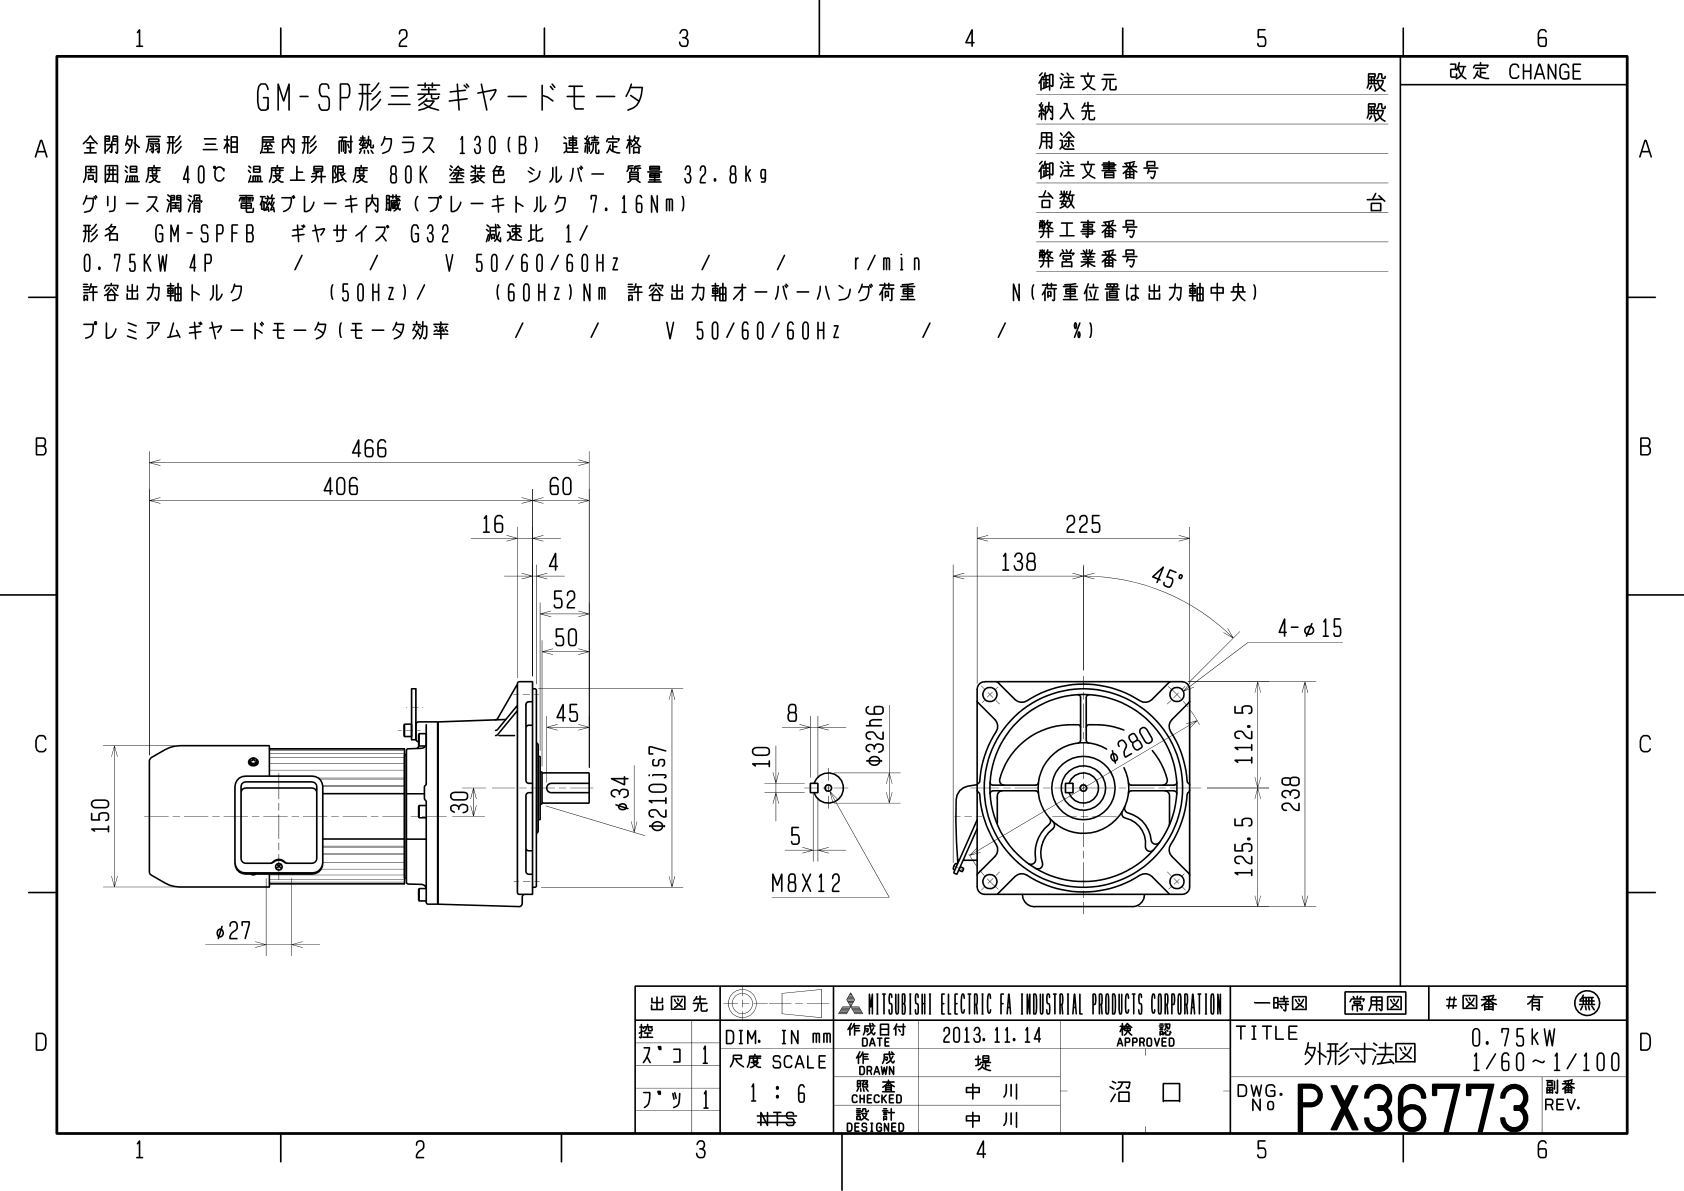 1 2 3 4 5 6
改定 CHANGE
GM-SP形三菱ギヤードモータ
全閉外扇形 三相 屋内形 耐熱クラス 130(B) 連続定格
周囲温度 40℃ 温度上昇限度 80K 塗装色 シルバー 質量 32.8kg
グリース潤滑 電磁ブレーキ内臓(ブレーキトルク 7.16Nm)
形名 GM-SPFB ギヤサイズ G32 減速比 1/
0.75KW 4P / / V 50/60/60Hz / / r/min
許容出力軸トルク (50Hz)/ (60Hz)Nm 許容出力軸オーバーハング荷重 N(荷重位置は出力軸中央)
プレミアムギヤードモータ(モータ効率 / / V 50/60/60Hz / / %)
御注文元 殿
納入先 殿
用途
御注文書番号
台数 台
弊工事番号
弊営業番号
A A
B B
C C
D D
466
406 60
16
4
52
50
45
150
30
φ34
Φ210js7
φ27
8
10
5
Φ32h6
M8X12
225
138
45°
4-φ15
φ280
112.5
125.5
238
出図先
控
ズコ 1
ブツ 1
DIM. IN mm
尺度 SCALE
1 : 6
NTS
MITSUBISHI ELECTRIC FA INDUSTRIAL PRODUCTS CORPORATION
作成日付 DATE 2013.11.14
作成 DRAWN 堤
照査 CHECKED 中川
設計 DESIGNED 中川
検認 APPROVED
沼口
一時図 常用図 #図番 有 無
TITLE
外形寸法図
0.75kW
1/60~1/100
DWG. No PX36773
副番 REV.
1 2 3 4 5 6